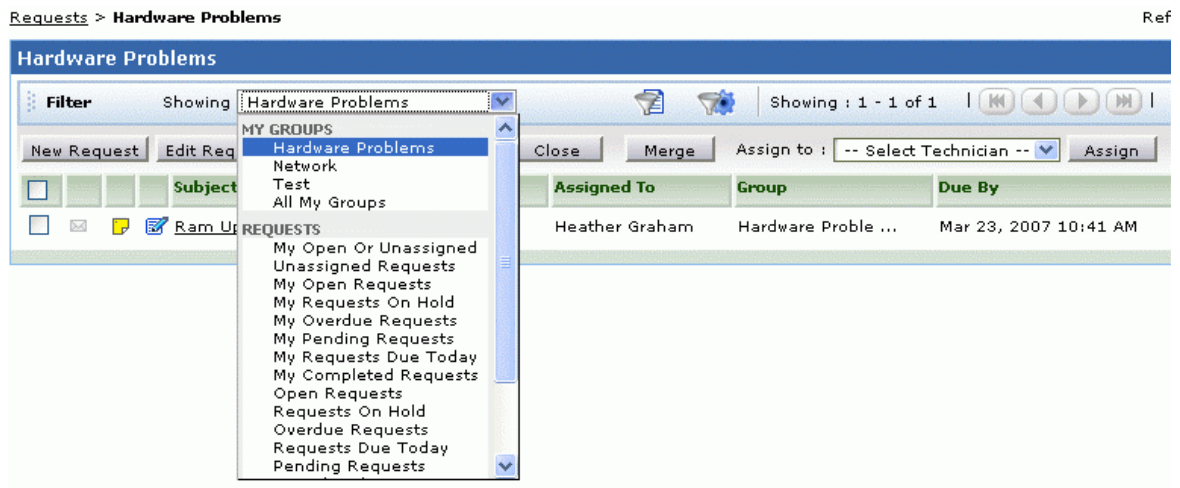 Requests > Hardware Problems
Hardware Problems
Filter Showing Hardware Problems Showing : 1 - 1 of 1
New Request Edit Req Close Merge Assign to : -- Select Technician -- Assign
Subject Assigned To Group Due By
Ram Heather Graham Hardware Proble ... Mar 23, 2007 10:41 AM
MY GROUPS
Hardware Problems
Network
Test
All My Groups
REQUESTS
My Open Or Unassigned
Unassigned Requests
My Open Requests
My Requests On Hold
My Overdue Requests
My Pending Requests
My Requests Due Today
My Completed Requests
Open Requests
Requests On Hold
Overdue Requests
Requests Due Today
Pending Requests